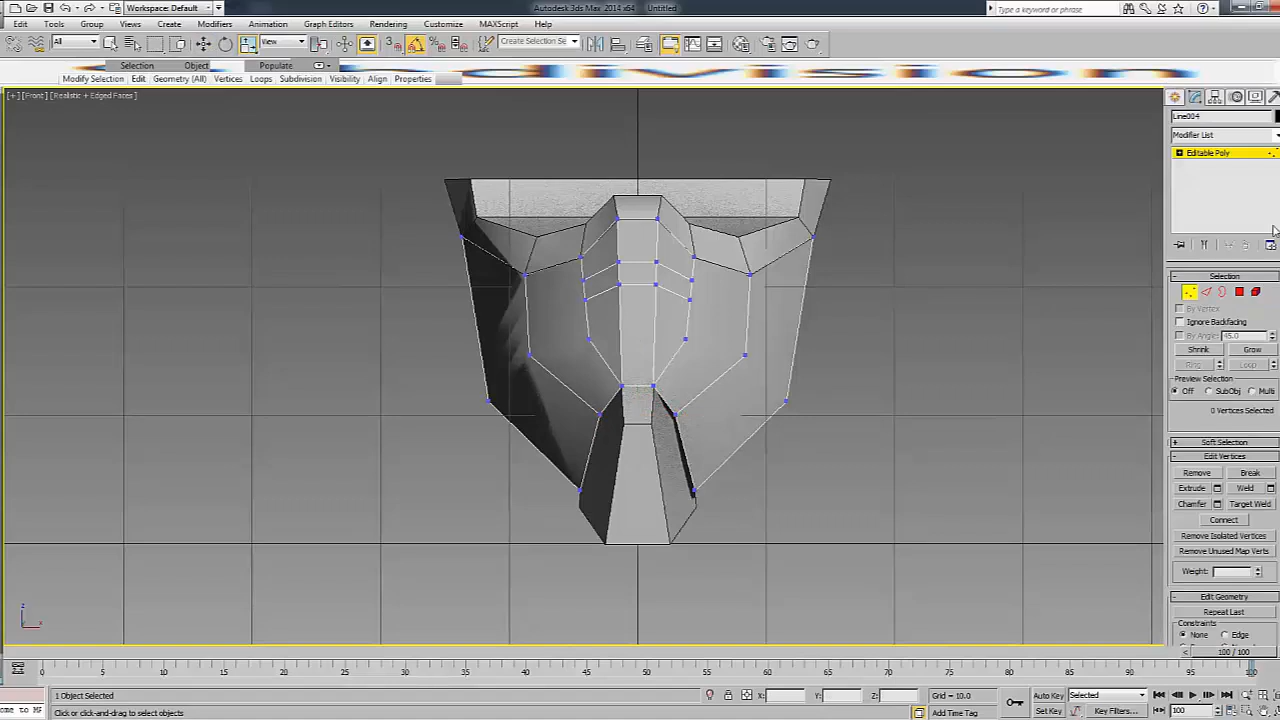 Workspace: Default
Autodesk 3ds Max 2014 x64 Untitled
Type a keyword or phrase
Edit Tools Group Views Create Modifiers Animation Graph Editors Rendering Customize MAXScript Help
All View Create Selection Se
Selection Object Populate
Modify Selection Edit Geometry (All) Vertices Loops Subdivision Visibility Align Properties
[+] [Front] [Realistic + Edged Faces]
Line004
Modifier List
Editable Poly
Selection
By Vertex
Ignore Backfacing
By Angle: 45.0
Shrink Grow
Ring Loop
Preview Selection
Off SubObj Multi
0 Vertices Selected
Soft Selection
Edit Vertices
Remove Break
Extrude Weld
Chamfer Target Weld
Connect
Remove Isolated Vertices
Remove Unused Map Verts
Weight:
Edit Geometry
Repeat Last
Constraints
None Edge
100 / 100
z
x
0 5 10 15 20 25 30 35 40 45 50 55 60 65 70 75 80 85 90 95 100
1 Object Selected X: Y: Z: Grid = 10.0 Auto Key Selected
ome to MF Click or click-and-drag to select objects Add Time Tag Set Key Key Filters... 100